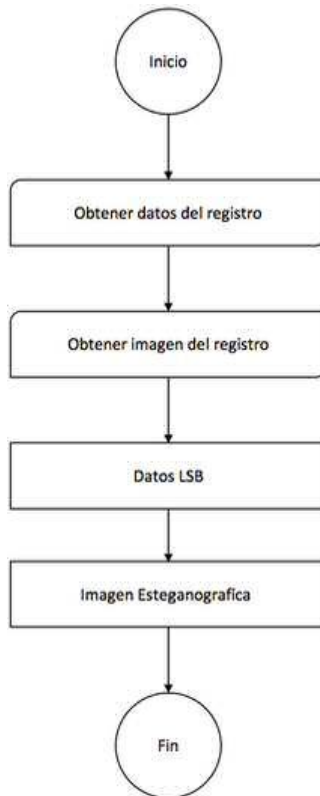 Inicio
Obtener datos del registro
Obtener imagen del registro
Datos LSB
Imagen Esteganografica
Fin